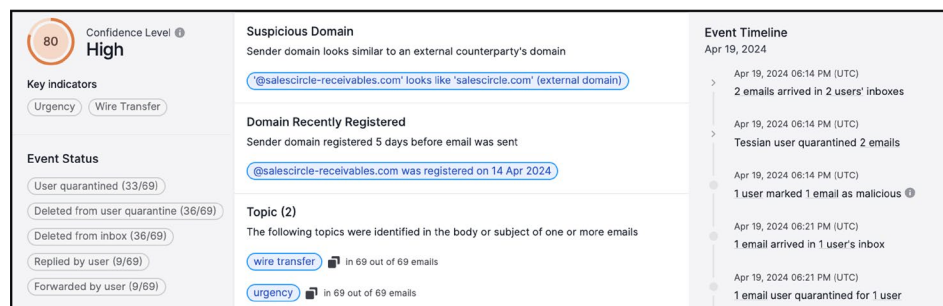 80
Confidence Level
High
Key indicators
Urgency
Wire Transfer
Event Status
User quarantined (33/69)
Deleted from user quarantine (36/69)
Deleted from inbox (36/69)
Replied by user (9/69)
Forwarded by user (9/69)
Suspicious Domain
Sender domain looks similar to an external counterparty's domain
'@salescircle-receivables.com' looks like 'salescircle.com' (external domain)
Domain Recently Registered
Sender domain registered 5 days before email was sent
@salescircle-receivables.com was registered on 14 Apr 2024
Topic (2)
The following topics were identified in the body or subject of one or more emails
wire transfer in 69 out of 69 emails
urgency in 69 out of 69 emails
Event Timeline
Apr 19, 2024
Apr 19, 2024 06:14 PM (UTC)
2 emails arrived in 2 users' inboxes
Apr 19, 2024 06:14 PM (UTC)
Tessian user quarantined 2 emails
Apr 19, 2024 06:14 PM (UTC)
1 user marked 1 email as malicious
Apr 19, 2024 06:21 PM (UTC)
1 email arrived in 1 user's inbox
Apr 19, 2024 06:21 PM (UTC)
1 email user quarantined for 1 user